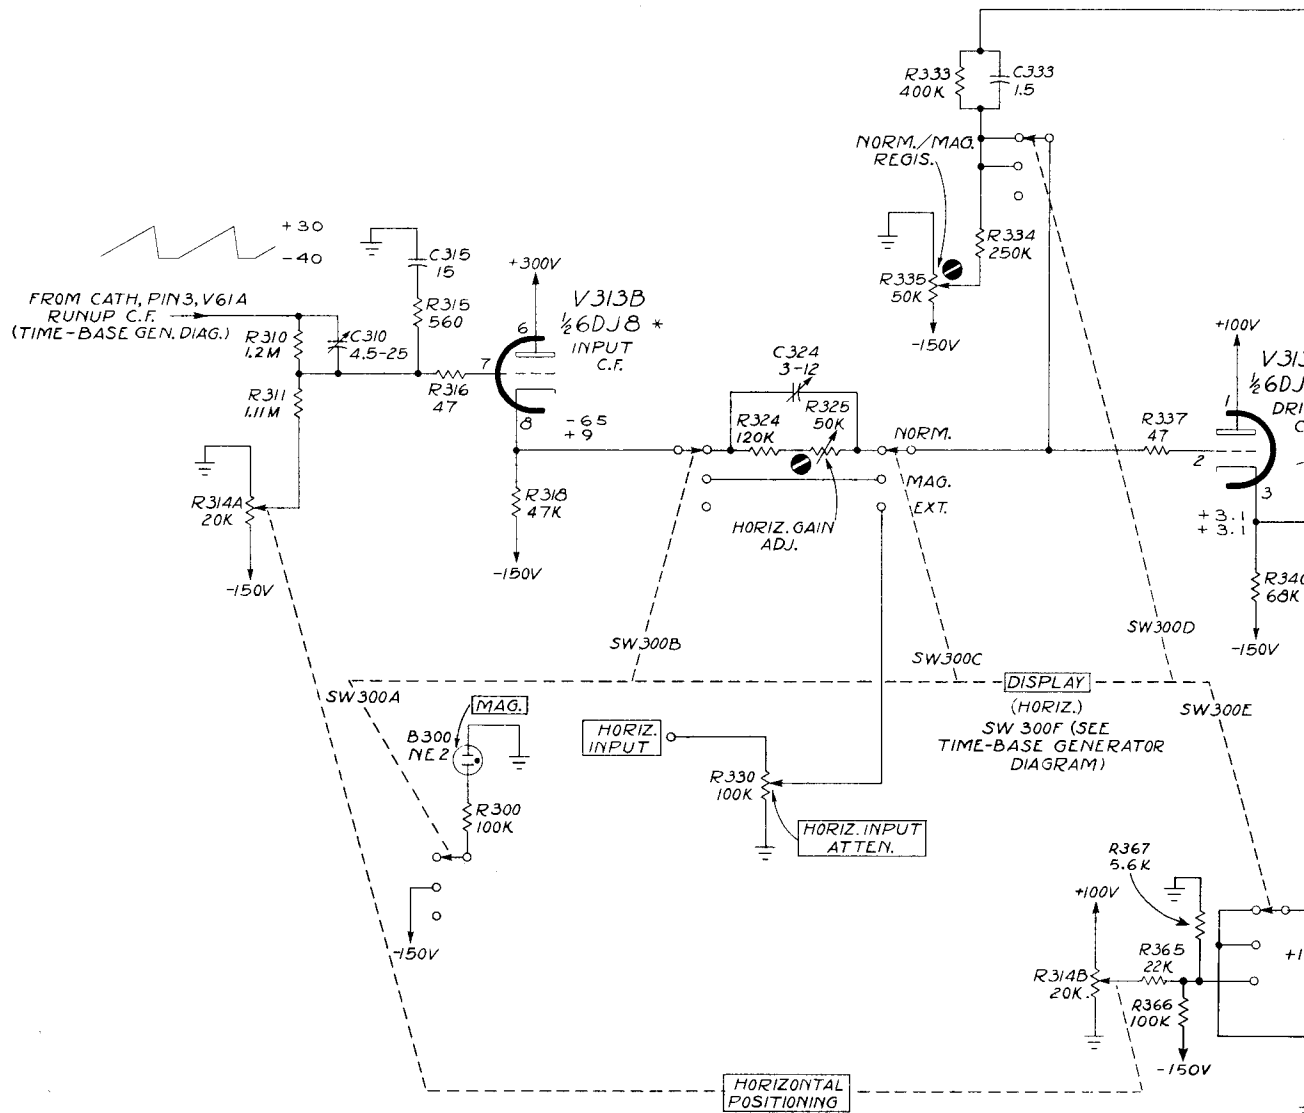 R333
400K
C333
1.5
NORM./MAG.
REGIS.
+30
-40
C315
15
+300V
R334
250K
FROM CATH, PIN 3, V61A
RUNUP C.F.
(TIME-BASE GEN. DIAG.)
R315
560
V313B
½6DJ8 *
INPUT
C.F.
R335
50K
-150V
+100V
R310
1.2M
C310
4.5-25
6
7
8
R316
47
R311
1.11M
-65
+9
C324
3-12
R324
120K
R325
50K
NORM.
R337
47
1
2
3
½6DJ
R314A
20K
-150V
R318
47K
-150V
MAG.
EXT.
HORIZ. GAIN
ADJ.
+3.1
+3.1
R340
68K
-150V
SW300B
SW300C
SW300D
SW300A
MAG.
B300
NE2
DISPLAY
(HORIZ.)
SW 300F (SEE
TIME-BASE GENERATOR
DIAGRAM)
SW300E
HORIZ.
INPUT
R330
100K
R300
100K
HORIZ. INPUT
ATTEN.
R367
5.6K
-150V
+100V
R365
22K
R314B
20K.
R366
100K
-150V
HORIZONTAL
POSITIONING